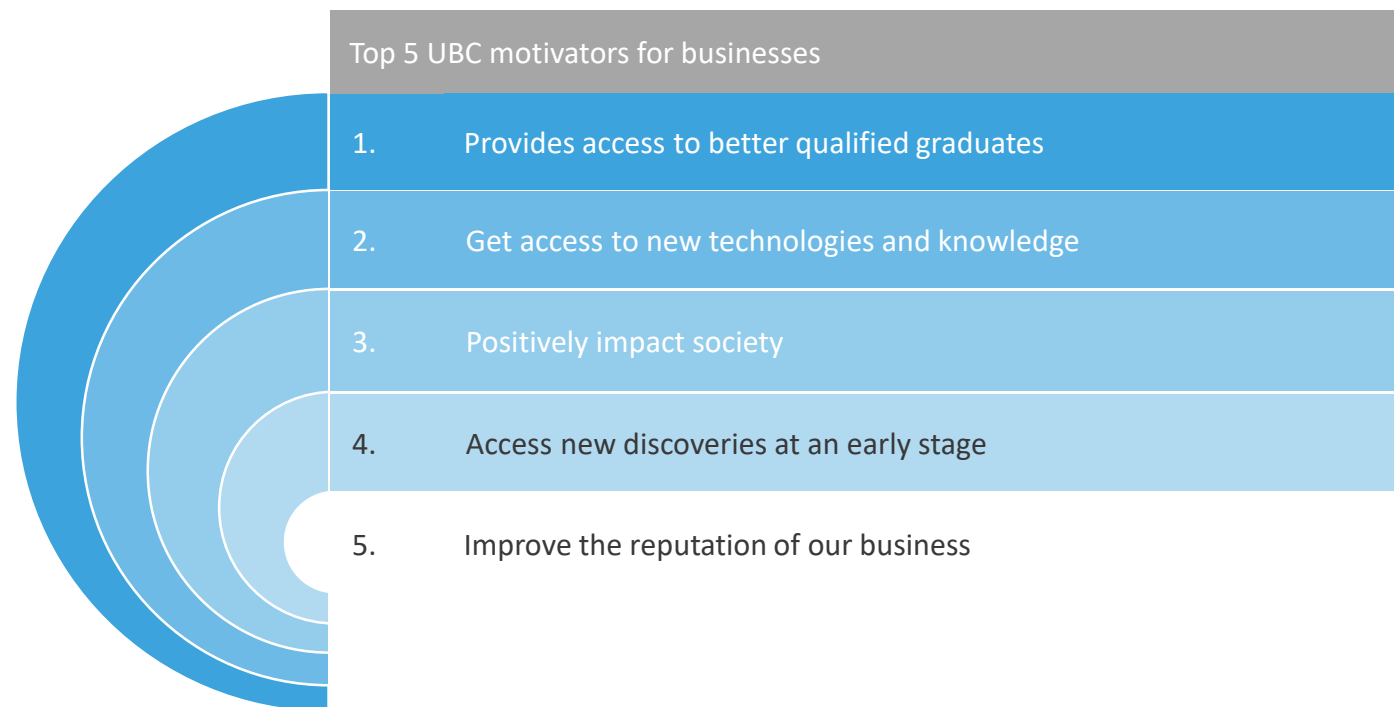 Top 5 UBC motivators for businesses
1. Provides access to better qualified graduates
2. Get access to new technologies and knowledge
3. Positively impact society
4. Access new discoveries at an early stage
5. Improve the reputation of our business